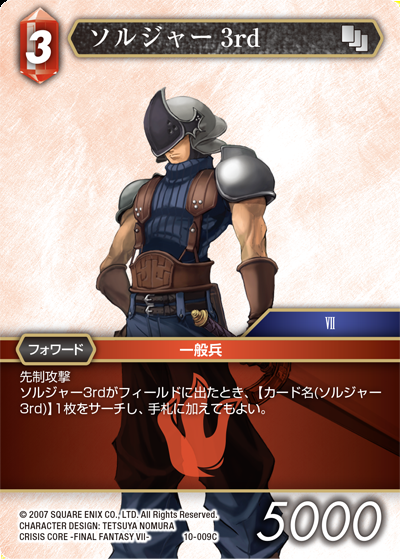 3
ソルジャー 3rd
VII
フォワード
一般兵
先制攻撃
ソルジャー3rdがフィールドに出たとき、【カード名(ソルジャー
3rd)】1枚をサーチし、手札に加えてもよい。
© 2007 SQUARE ENIX CO., LTD. All Rights Reserved.
CHARACTER DESIGN: TETSUYA NOMURA
CRISIS CORE -FINAL FANTASY VII- 10-009C
5000